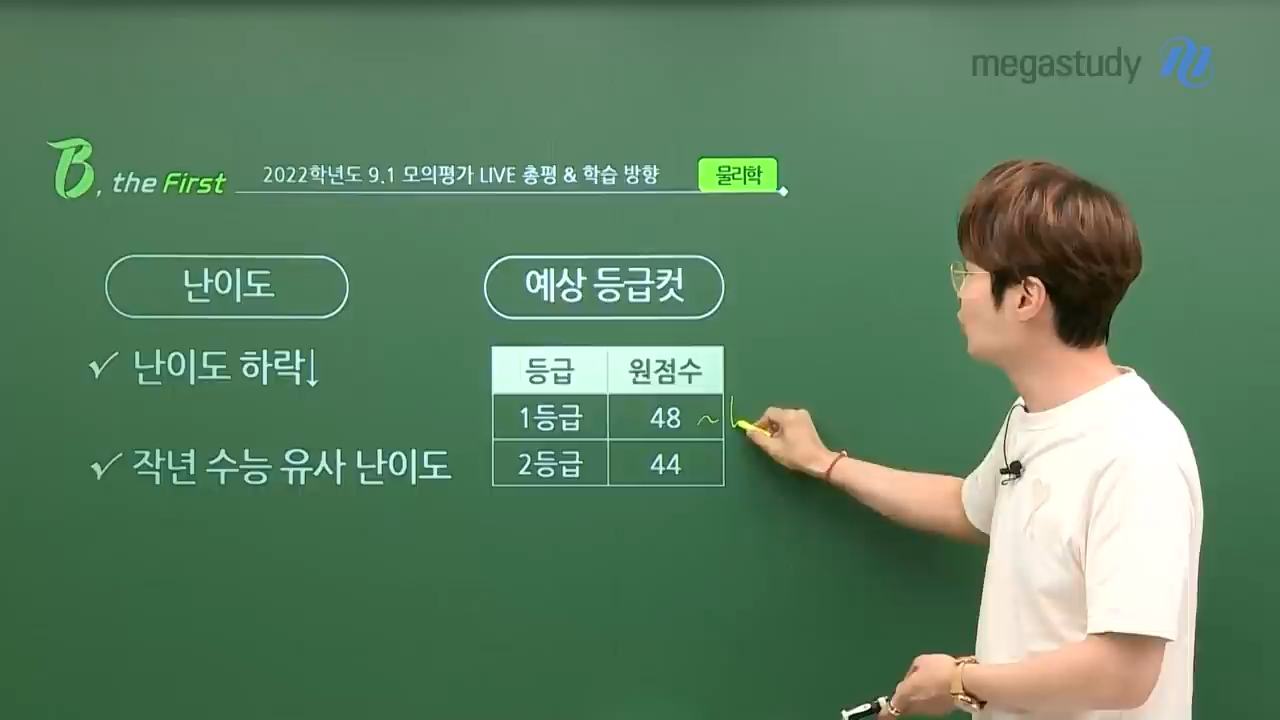 megastudy
B, the First
2022학년도 9.1 모의평가 LIVE 총평 & 학습 방향
물리학
난이도
✓ 난이도 하락↓
✓ 작년 수능 유사 난이도
예상 등급컷
등급 원점수
1등급 48 ~
2등급 44